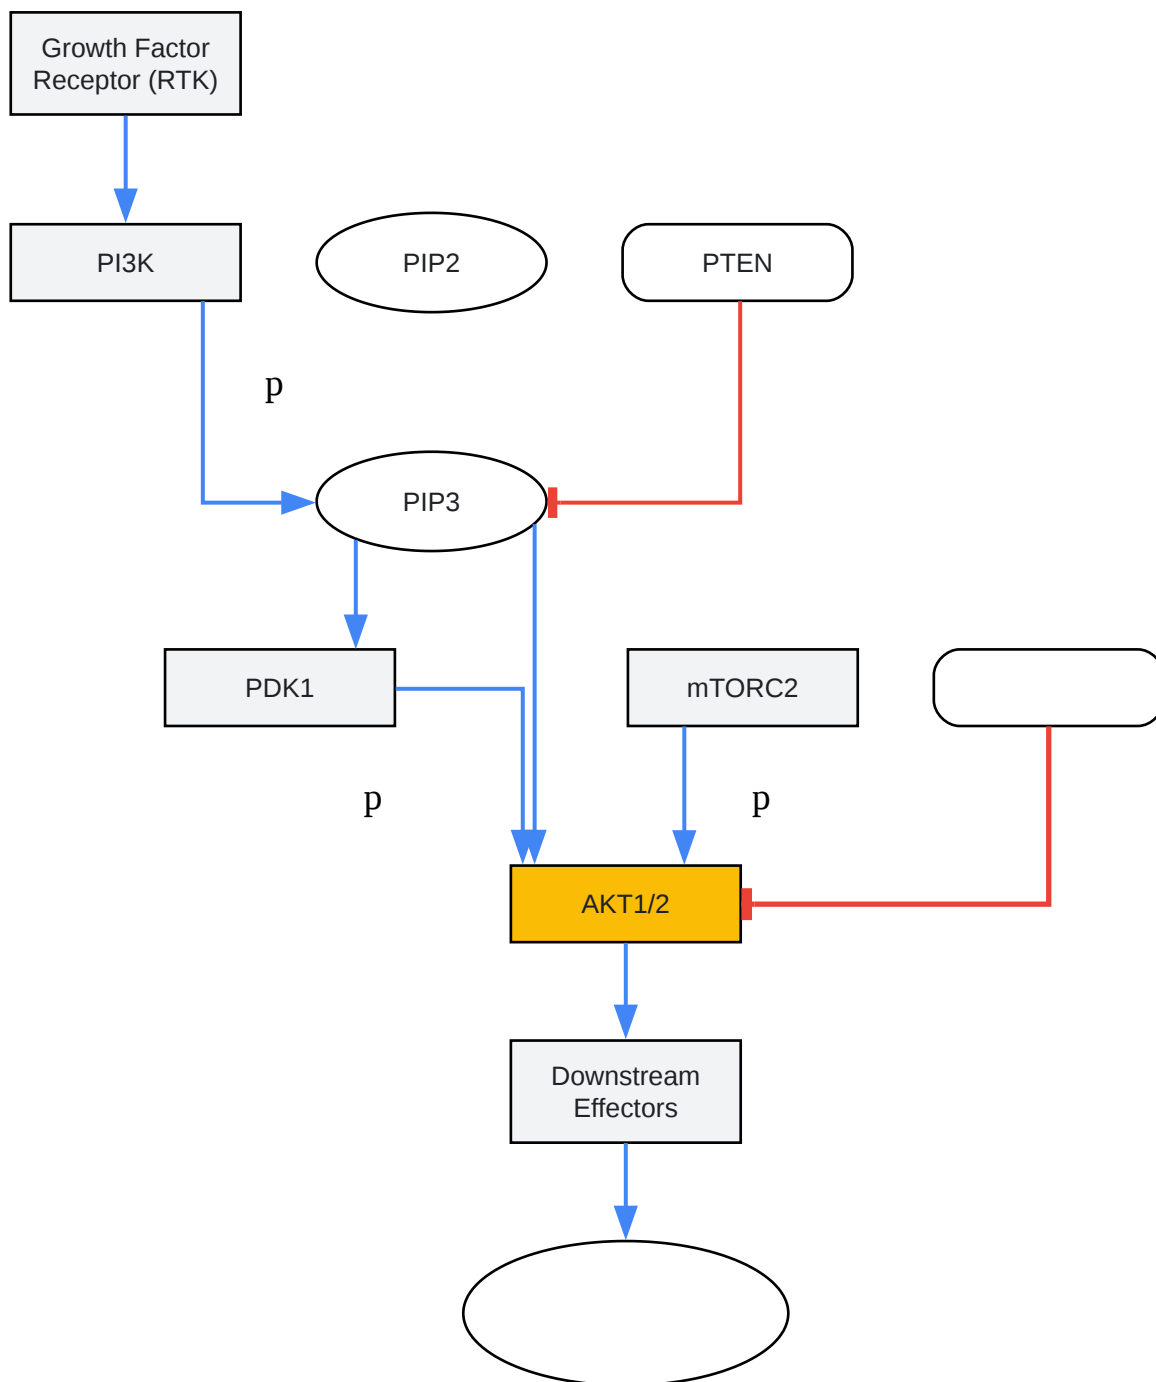 Growth Factor
Receptor (RTK)
PI3K
PIP2
PTEN
p
PIP3
PDK1
mTORC2
p
p
AKT1/2
Downstream
Effectors